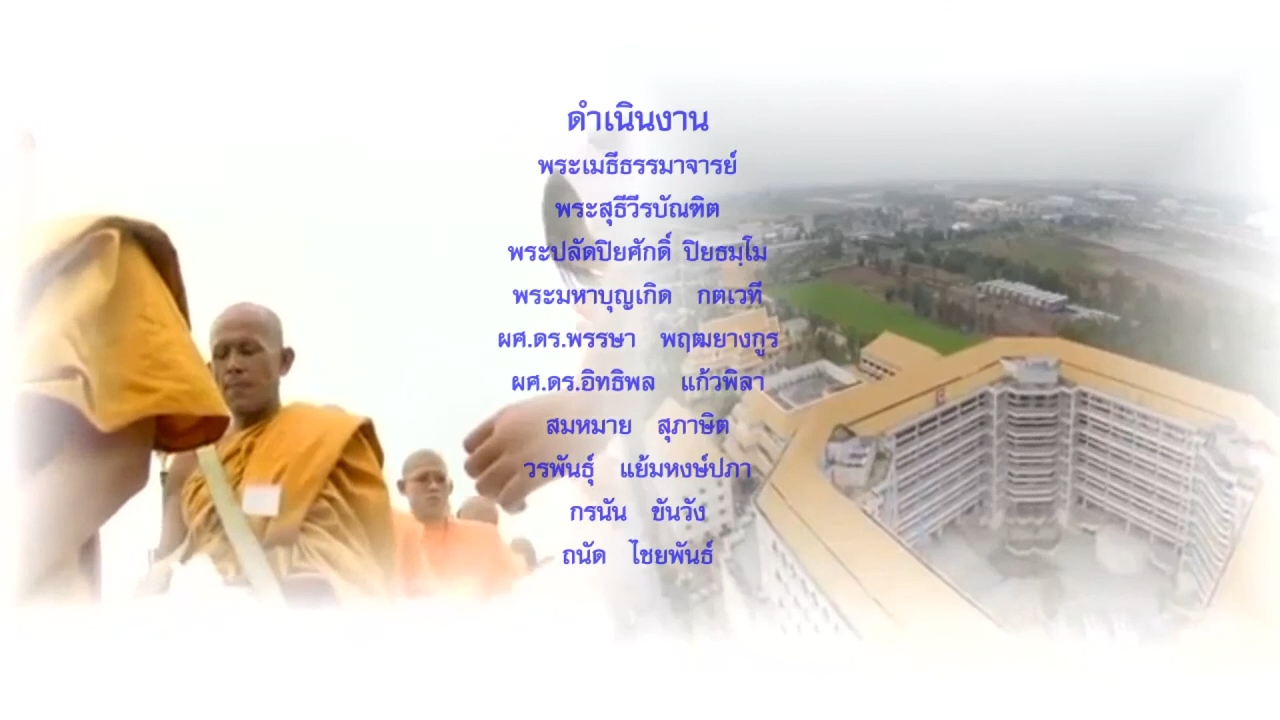 ดำเนินงาน
พระเมธีธรรมาจารย์
พระสุธีวีรบัณฑิต
พระปลัดปิยศักดิ์ ปิยธมฺโม
พระมหาบุญเกิด กตเวที
ผศ.ดร.พรรษา พฤฒยางกูร
ผศ.ดร.อิทธิพล แก้วพิลา
สมหมาย สุภาษิต
วรพันธุ์ แย้มหงษ์ปภา
กรนัน ขันวัง
ถนัด ไชยพันธ์